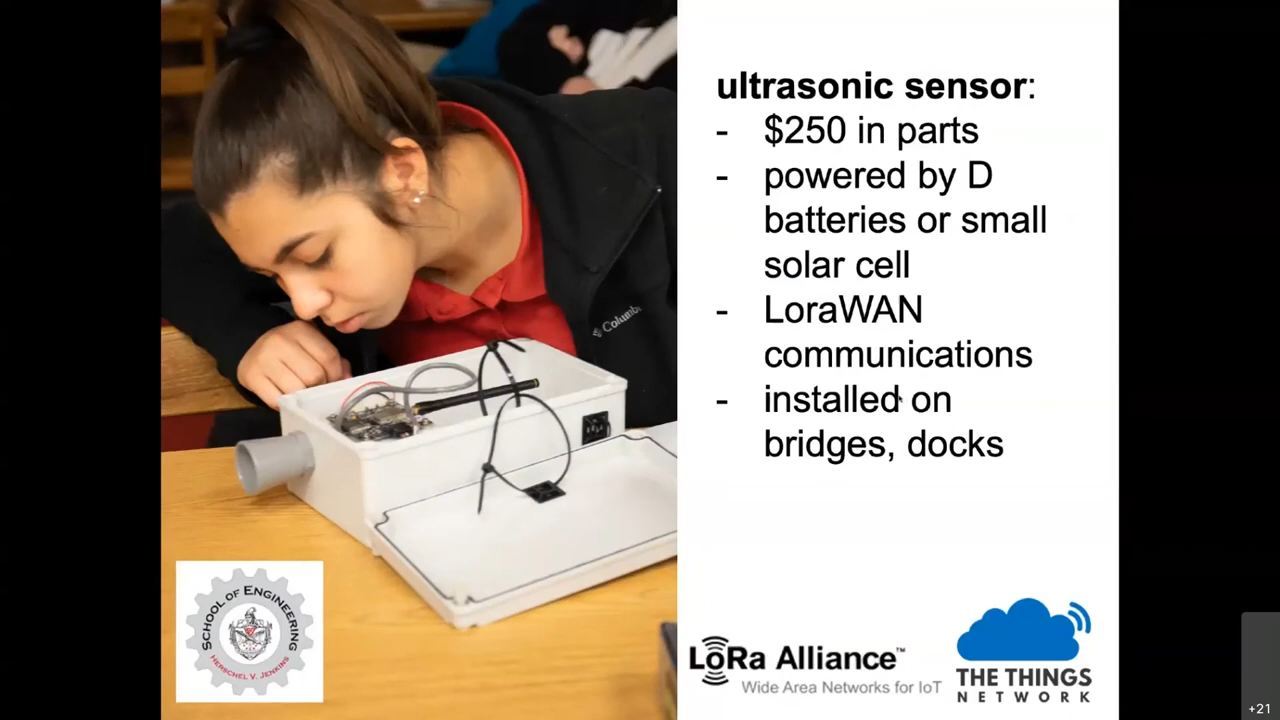 ultrasonic sensor:
- $250 in parts
- powered by D
batteries or small
solar cell
- LoraWAN
communications
- installed on
bridges, docks
Columbia
SCHOOL OF ENGINEERING
HERSCHEL V. JENKINS
LoRa Alliance™
Wide Area Networks for IoT
THE THINGS
NETWORK
+21